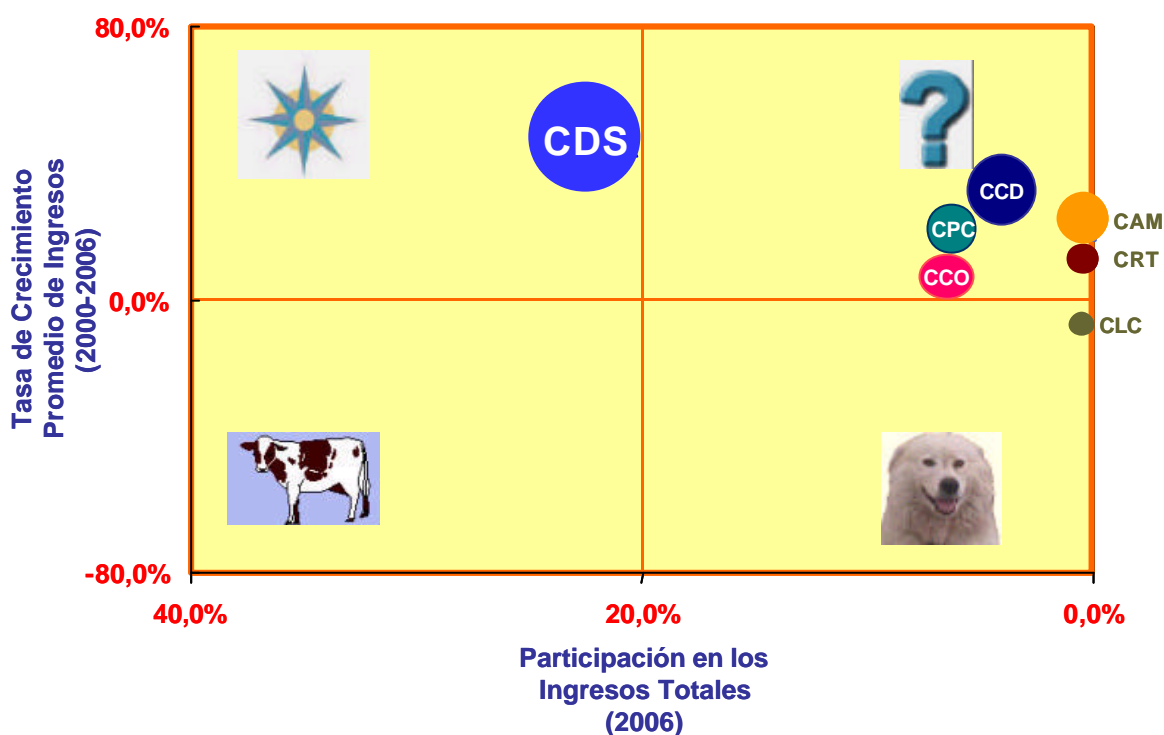 80,0%
0,0%
-80,0%
Tasa de Crecimiento
Promedio de Ingresos
(2000-2006)
CDS
CCD
CPC
CCO
CAM
CRT
CLC
40,0%
20,0%
0,0%
Participación en los
Ingresos Totales
(2006)